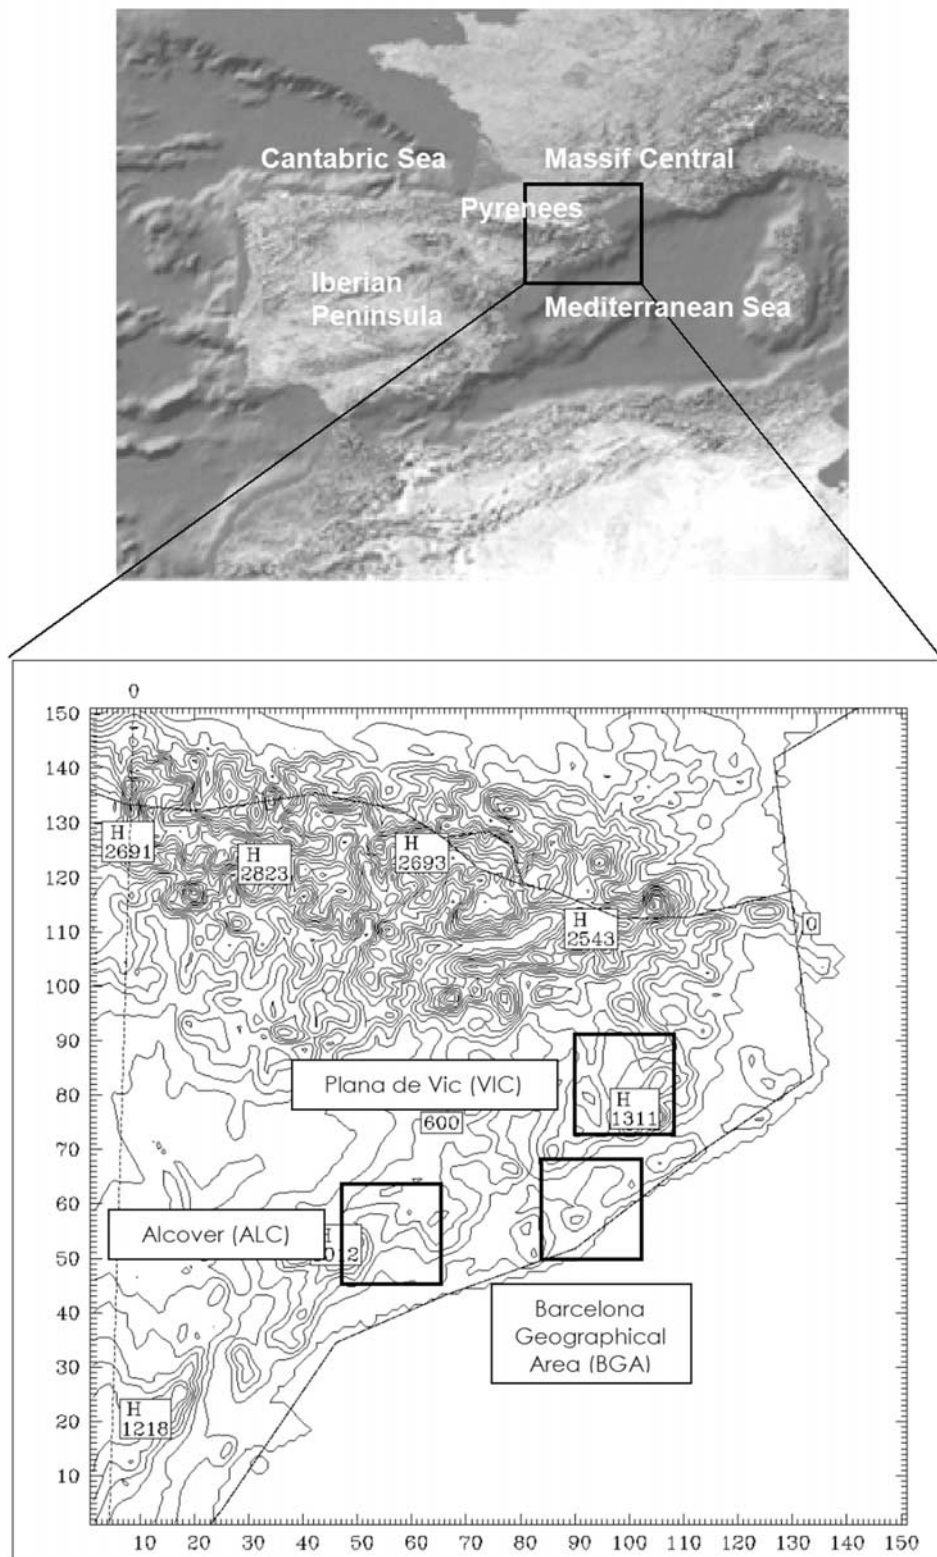 Cantabric Sea
Massif Central
Pyrenees
Iberian
Peninsula
Mediterranean Sea
0
150
140
130
H
2691
H
2823
H
2693
120
H
2543
0
110
100
90
Plana de Vic (VIC)
80
H
1311
600
70
60
Alcover (ALC)
H
50
40
Barcelona
Geographical
Area (BGA)
30
H
1218
20
10
10 20 30 40 50 60 70 80 90 100 110 120 130 140 150